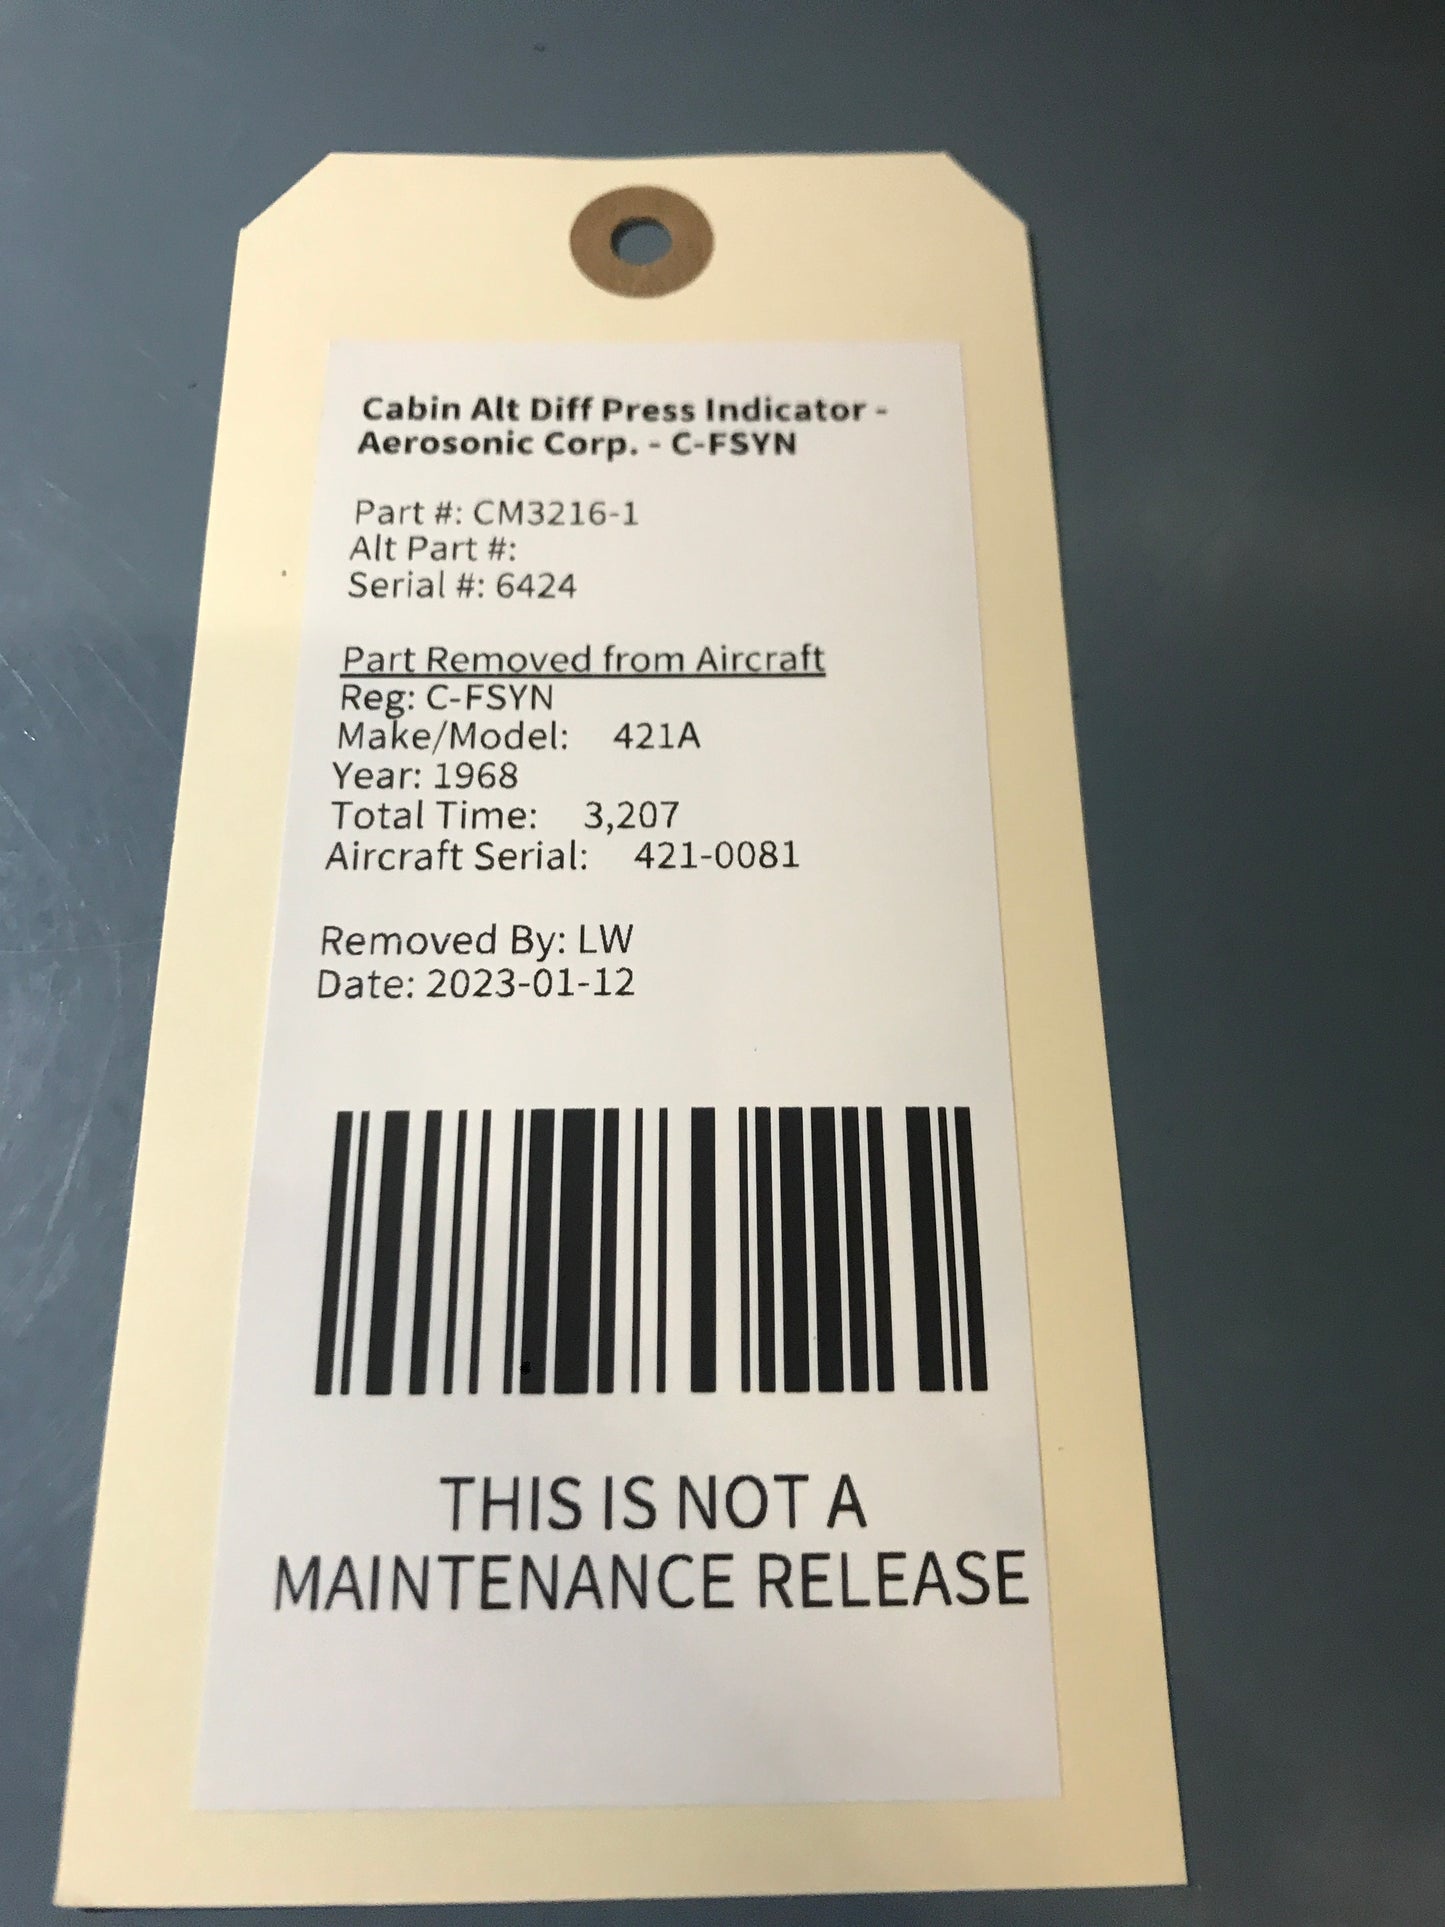 Cabin Alt Diff Press Indicator -
Aerosonic Corp. - C-FSYN
Part #: CM3216-1
Alt Part #:
Serial #: 6424
Part Removed from Aircraft
Reg: C-FSYN
Make/Model: 421A
Year: 1968
Total Time: 3,207
Aircraft Serial: 421-0081
Removed By: LW
Date: 2023-01-12
THIS IS NOT A
MAINTENANCE RELEASE